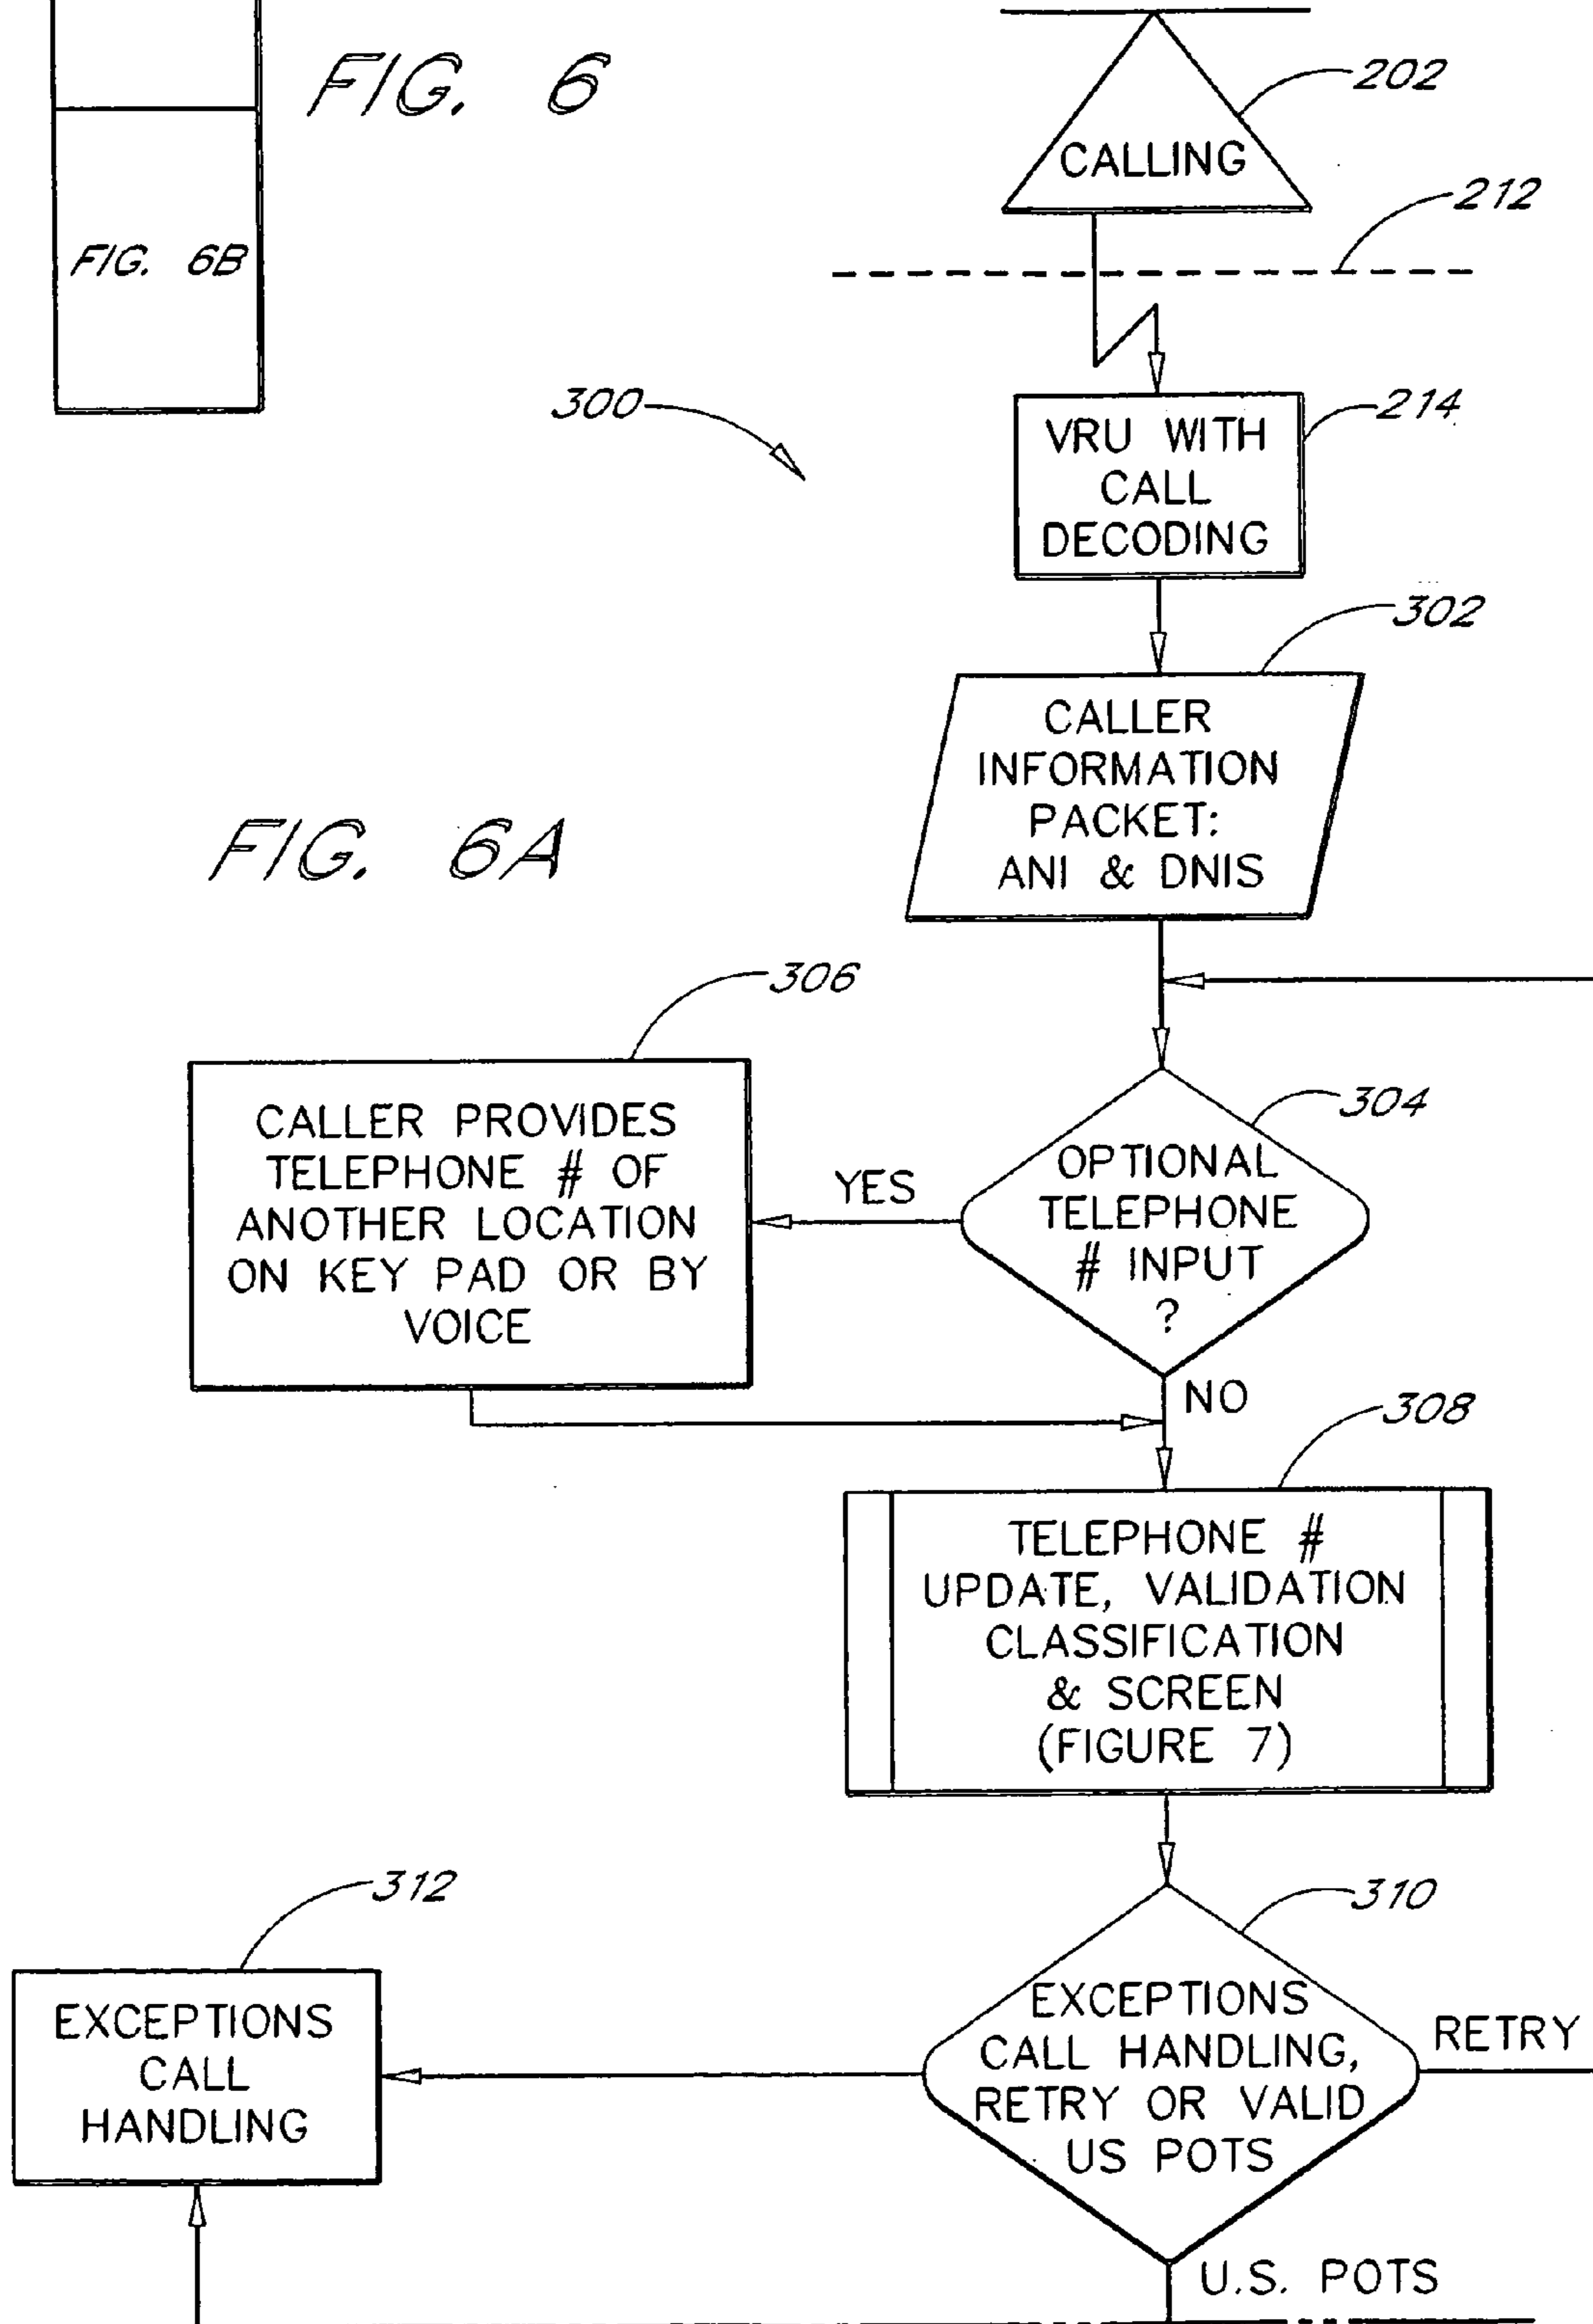 FIG. 6
FIG. 6B
202
CALLING
212
300
214
VRU WITH
CALL
DECODING
302
CALLER
INFORMATION
PACKET:
ANI & DNIS
FIG. 6A
306
CALLER PROVIDES
TELEPHONE # OF
ANOTHER LOCATION
ON KEY PAD OR BY
VOICE
YES
304
OPTIONAL
TELEPHONE
# INPUT
?
NO
308
TELEPHONE #
UPDATE, VALIDATION
CLASSIFICATION
& SCREEN
(FIGURE 7)
312
EXCEPTIONS
CALL
HANDLING
310
EXCEPTIONS
CALL HANDLING,
RETRY OR VALID
US POTS
RETRY
U.S. POTS